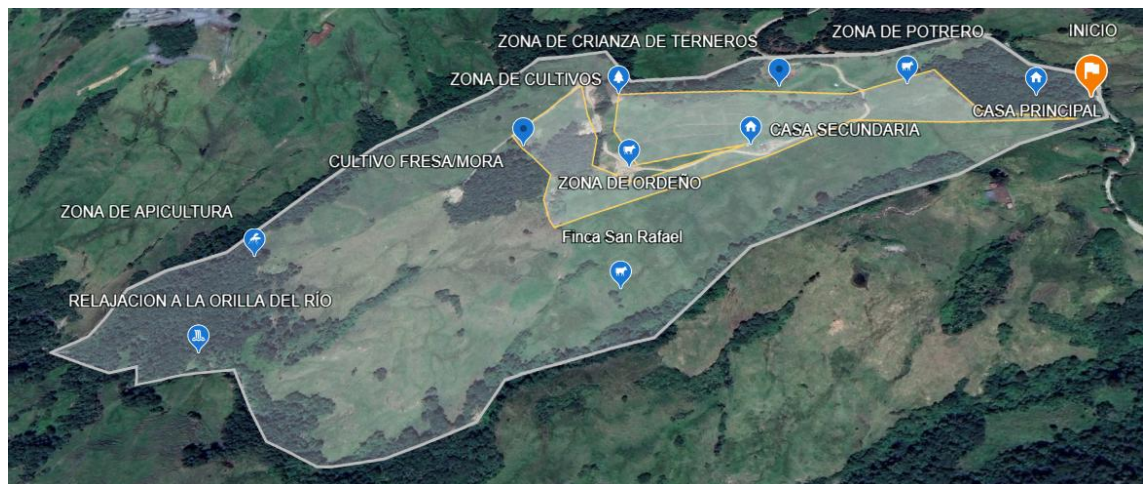 ZONA DE CRIANZA DE TERNEROS
ZONA DE POTRERO
INICIO
ZONA DE CULTIVOS
CASA PRINCIPAL
CASA SECUNDARIA
CULTIVO FRESA/MORA
ZONA DE ORDEÑO
ZONA DE APICULTURA
Finca San Rafael
RELAJACION A LA ORILLA DEL RÍO